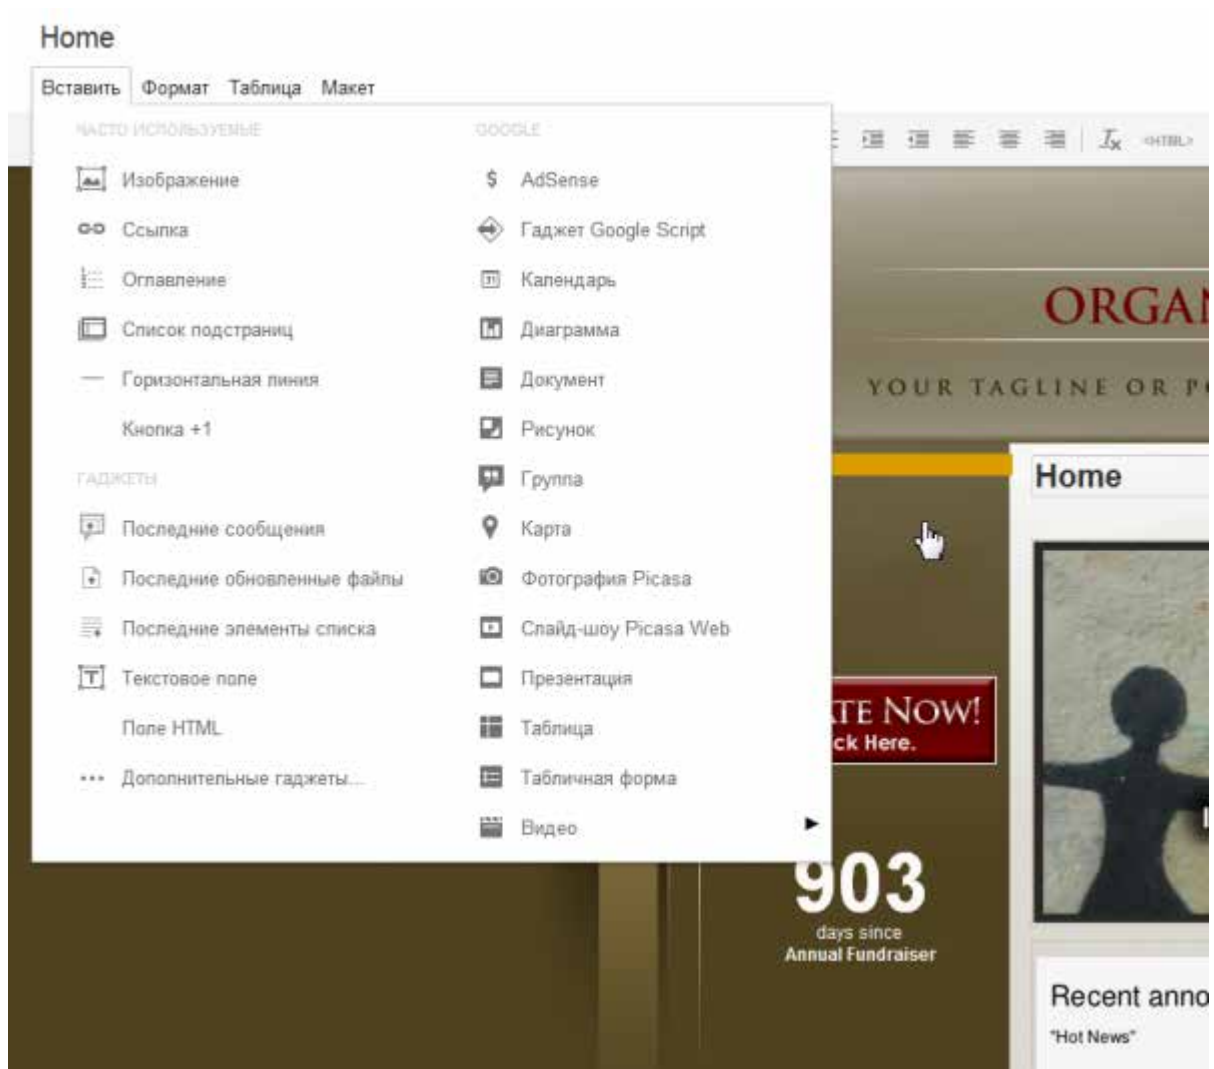 Home
Вставить Формат Таблица Макет
ЧАСТО ИСПОЛЬЗУЕМЫЕ
Изображение
Ссылка
Оглавление
Список подстраниц
Горизонтальная линия
Кнопка +1
ГАДЖЕТЫ
Последние сообщения
Последние обновленные файлы
Последние элементы списка
Текстовое поле
Поле HTML
Дополнительные гаджеты...
GOOGLE
AdSense
Гаджет Google Script
Календарь
Диаграмма
Документ
Рисунок
Группа
Карта
Фотография Picasa
Слайд-шоу Picasa Web
Презентация
Таблица
Табличная форма
Видео
<HTML>
ORGAN
YOUR TAGLINE OR
Home
ATE NOW!
ck Here.
903
days since
Annual Fundraiser
Recent anno
"Hot News"